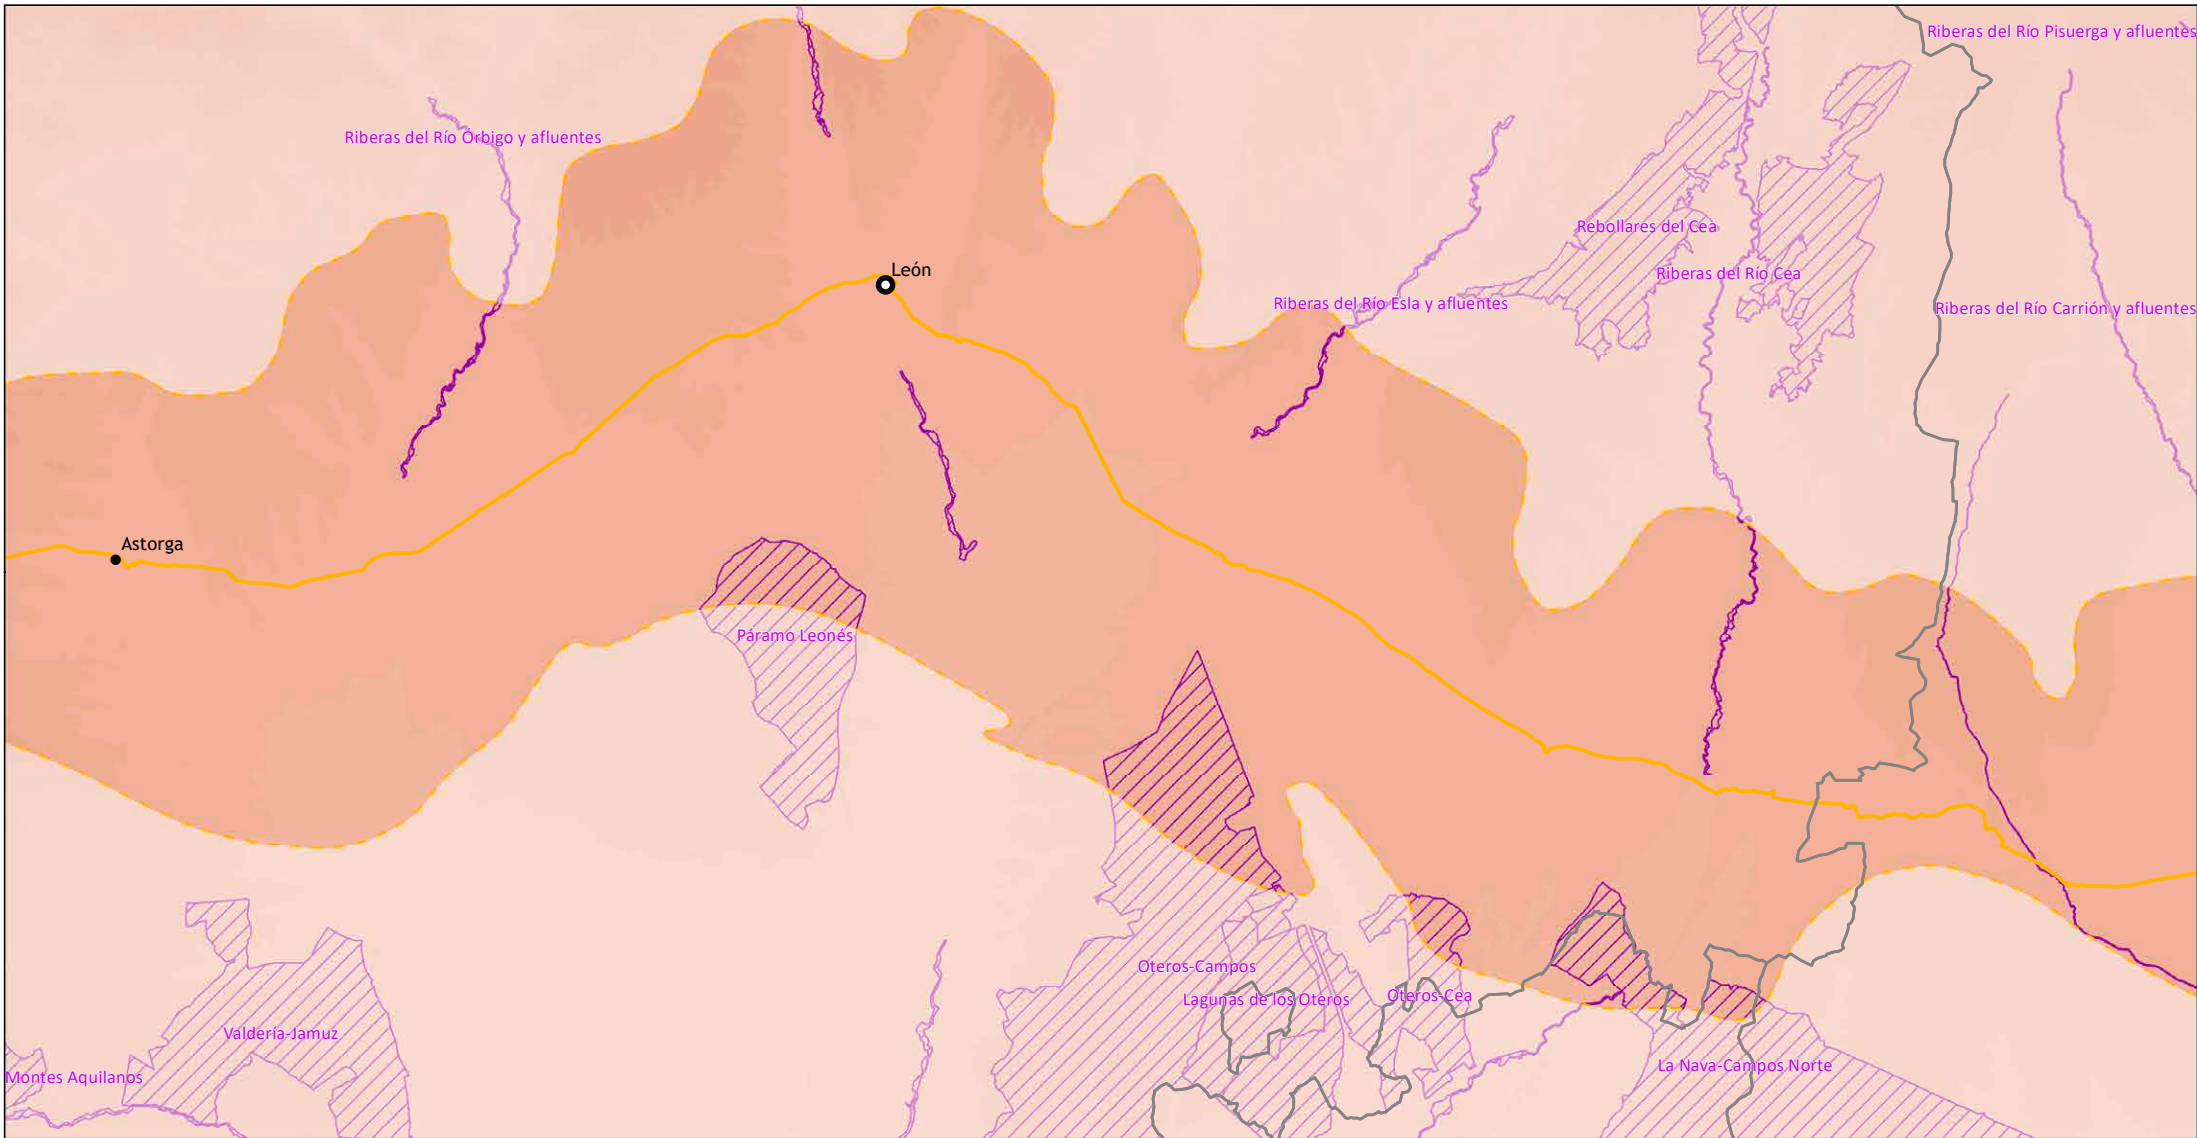 Riberas del Río Pisuerga y afluentes
Riberas del Río Órbigo y afluentes
Rebollares del Cea
León
Riberas del Río Cea
Riberas del Río Esla y afluentes
Riberas del Río Carrión y afluentes
Astorga
Páramo Leonés
Oteros-Campos
Lagunas de los Oteros
Oteros-Cea
Valdería-Jamuz
La Nava-Campos Norte
Montes Aquilanos